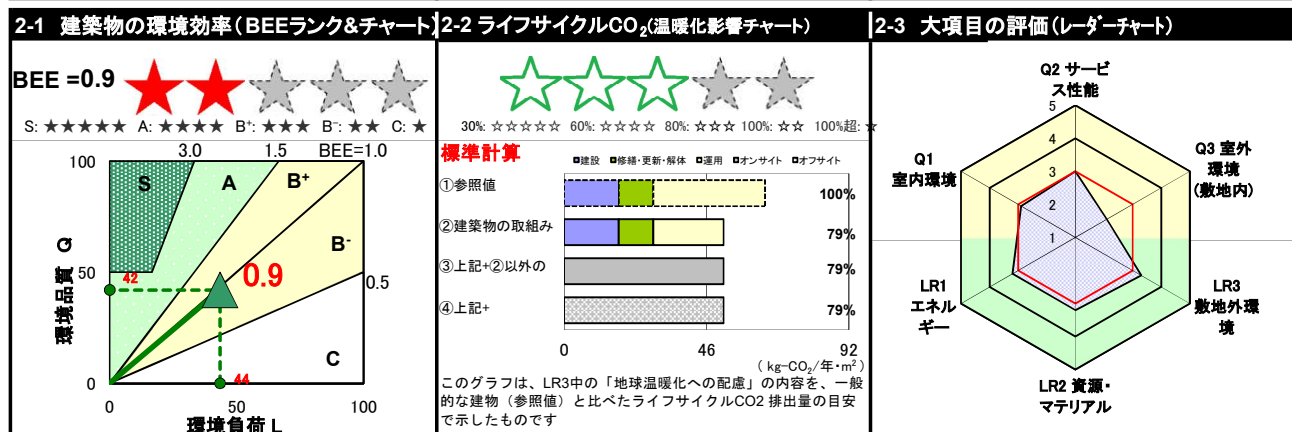 2-1 建築物の環境効率(BEEランク&チャート)
BEE =0.9
S: ★★★★★ A: ★★★★ B⁺: ★★★ B⁻: ★★ C: ★
3.0 1.5 BEE=1.0
100
S
A
B⁺
B⁻
環境品質 Q
50
42
0.9
0.5
C
0
44
0 50 100
環境負荷 L
2-2 ライフサイクルCO₂(温暖化影響チャート)
30%: ☆☆☆☆☆ 60%: ☆☆☆☆ 80%: ☆☆☆ 100%: ☆☆ 100%超: ☆
標準計算
■建設 ■修繕・更新・解体 □運用 ■オンサイト □オフサイト
①参照値 100%
②建築物の取組み 79%
③上記+②以外の 79%
④上記+ 79%
0 46 92
( kg-CO₂/年・m²)
このグラフは、LR3中の「地球温暖化への配慮」の内容を、一般
的な建物(参照値)と比べたライフサイクルCO2 排出量の目安
で示したものです
2-3 大項目の評価(レーダーチャート)
Q2 サービ
ス性能
5
4
3
2
1
Q1
室内環境
Q3 室外
環境
(敷地内)
LR1
エネル
ギー
LR3
敷地外環
境
LR2 資源・
マテリアル